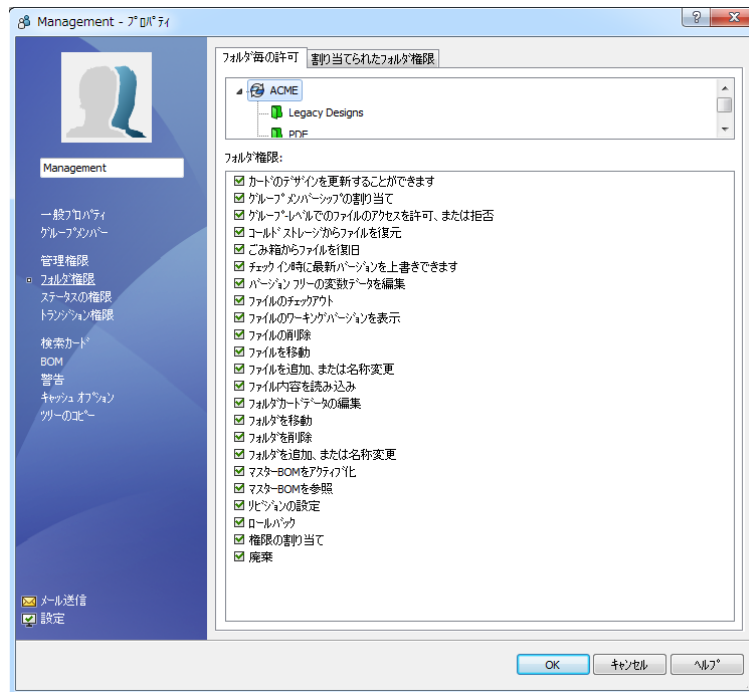 Management - プロパティ
Management
一般プロパティ
グループメンバー
管理権限
フォルダ権限
ステータスの権限
トランジション権限
検索カード
BOM
警告
キャッシュ オプション
ツリーのコピー
メール送信
設定
フォルダ毎の許可
割り当てられたフォルダ権限
ACME
Legacy Designs
PDF
フォルダ権限:
カードのデザインを更新することができます
グループ メンバーシップの割り当て
グループ-レベルでのファイルのアクセスを許可、または拒否
コールド ストレージからファイルを復元
ごみ箱からファイルを復旧
チェック イン時に最新バージョンを上書きできます
バージョン フリーの変数データを編集
ファイルのチェックアウト
ファイルのワーキングバージョンを表示
ファイルの削除
ファイルを移動
ファイルを追加、または名称変更
ファイル内容を読み込み
フォルダカードデータの編集
フォルダを移動
フォルダを削除
フォルダを追加、または名称変更
マスターBOMをアクティブ化
マスターBOMを参照
リビジョンの設定
ロールバック
権限の割り当て
廃棄
OK
キャンセル
ヘルプ